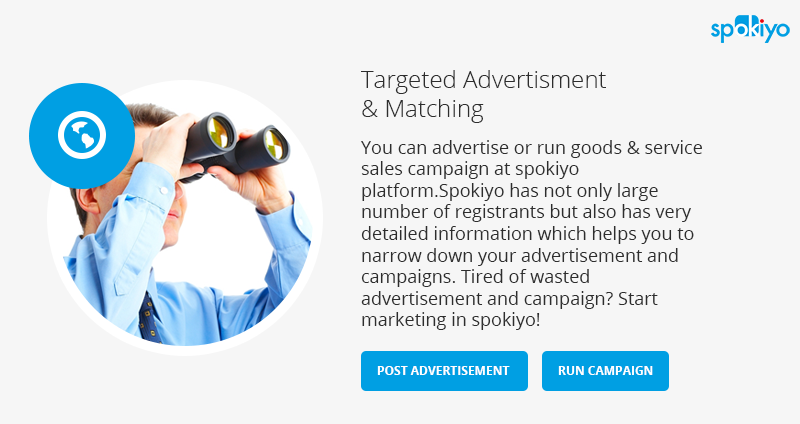 spokiyo
Targeted Advertisment
& Matching
You can advertise or run goods & service
sales campaign at spokiyo
platform.Spokiyo has not only large
number of registrants but also has very
detailed information which helps you to
narrow down your advertisement and
campaigns. Tired of wasted
advertisement and campaign? Start
marketing in spokiyo!
POST ADVERTISEMENT
RUN CAMPAIGN